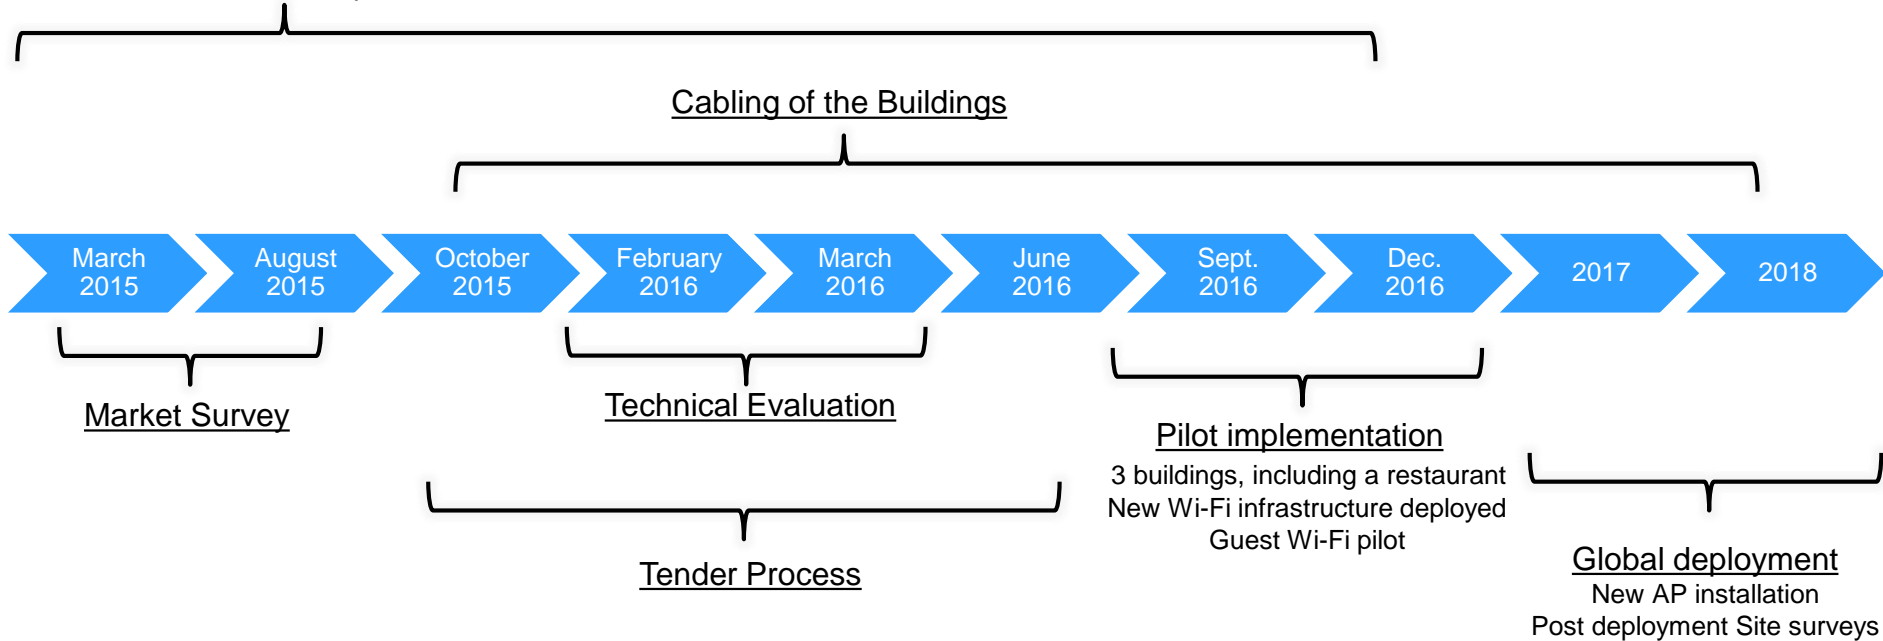 Cabling of the Buildings
March
2015
August
2015
October
2015
February
2016
March
2016
June
2016
Sept.
2016
Dec.
2016
2017
2018
Market Survey
Technical Evaluation
Pilot implementation
3 buildings, including a restaurant
New Wi-Fi infrastructure deployed
Guest Wi-Fi pilot
Tender Process
Global deployment
New AP installation
Post deployment Site surveys